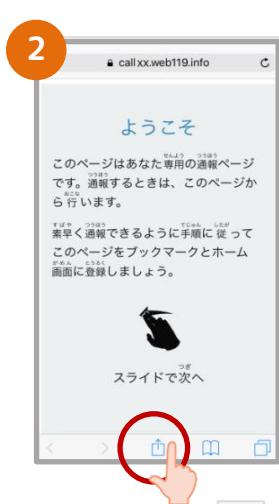 2
callxx.web119.info
ようこそ
このページはあなた専用の通報ページ
です。通報するときは、このページか
ら行います。
素早く通報できるように手順に従って
このページをブックマークとホーム
画面に登録しましょう。
スライドで次へ